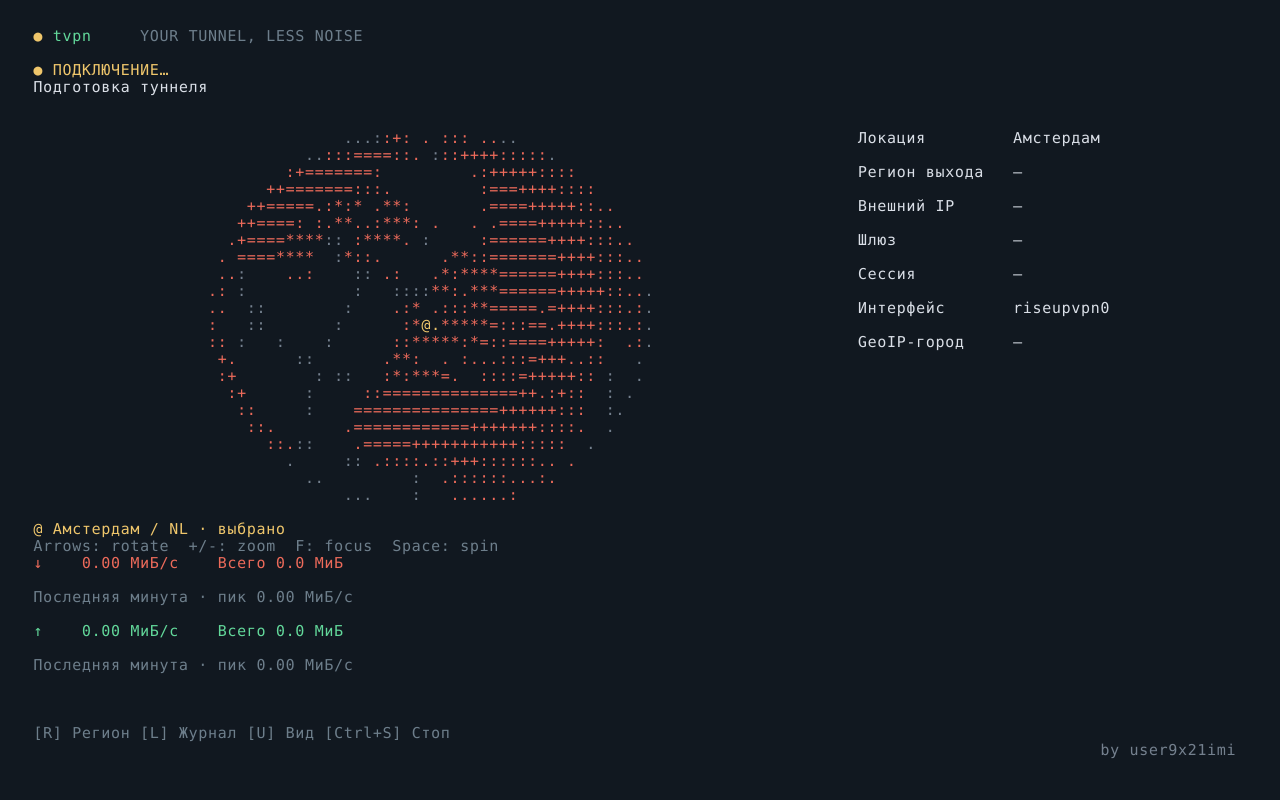 ● tvpn YOUR TUNNEL, LESS NOISE
● ПОДКЛЮЧЕНИЕ…
Подготовка туннеля
Локация Амстердам
Регион выхода —
Внешний IP —
Шлюз —
Сессия —
Интерфейс riseupvpn0
GeoIP-город —
@ Амстердам / NL · выбрано
Arrows: rotate +/-: zoom F: focus Space: spin
↓ 0.00 МиБ/с Всего 0.0 МиБ
Последняя минута · пик 0.00 МиБ/с
↑ 0.00 МиБ/с Всего 0.0 МиБ
Последняя минута · пик 0.00 МиБ/с
[R] Регион [L] Журнал [U] Вид [Ctrl+S] Стоп
by user9x21imi